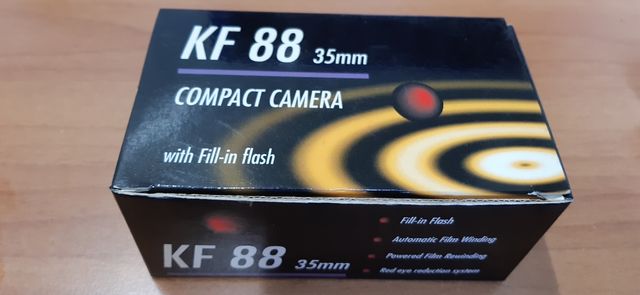 KF 88 35mm
COMPACT CAMERA
with Fill-in flash
KF 88 35mm
Fill-in Flash
Automatic Film Winding
Powered Film Rewinding
Red eye reduction system